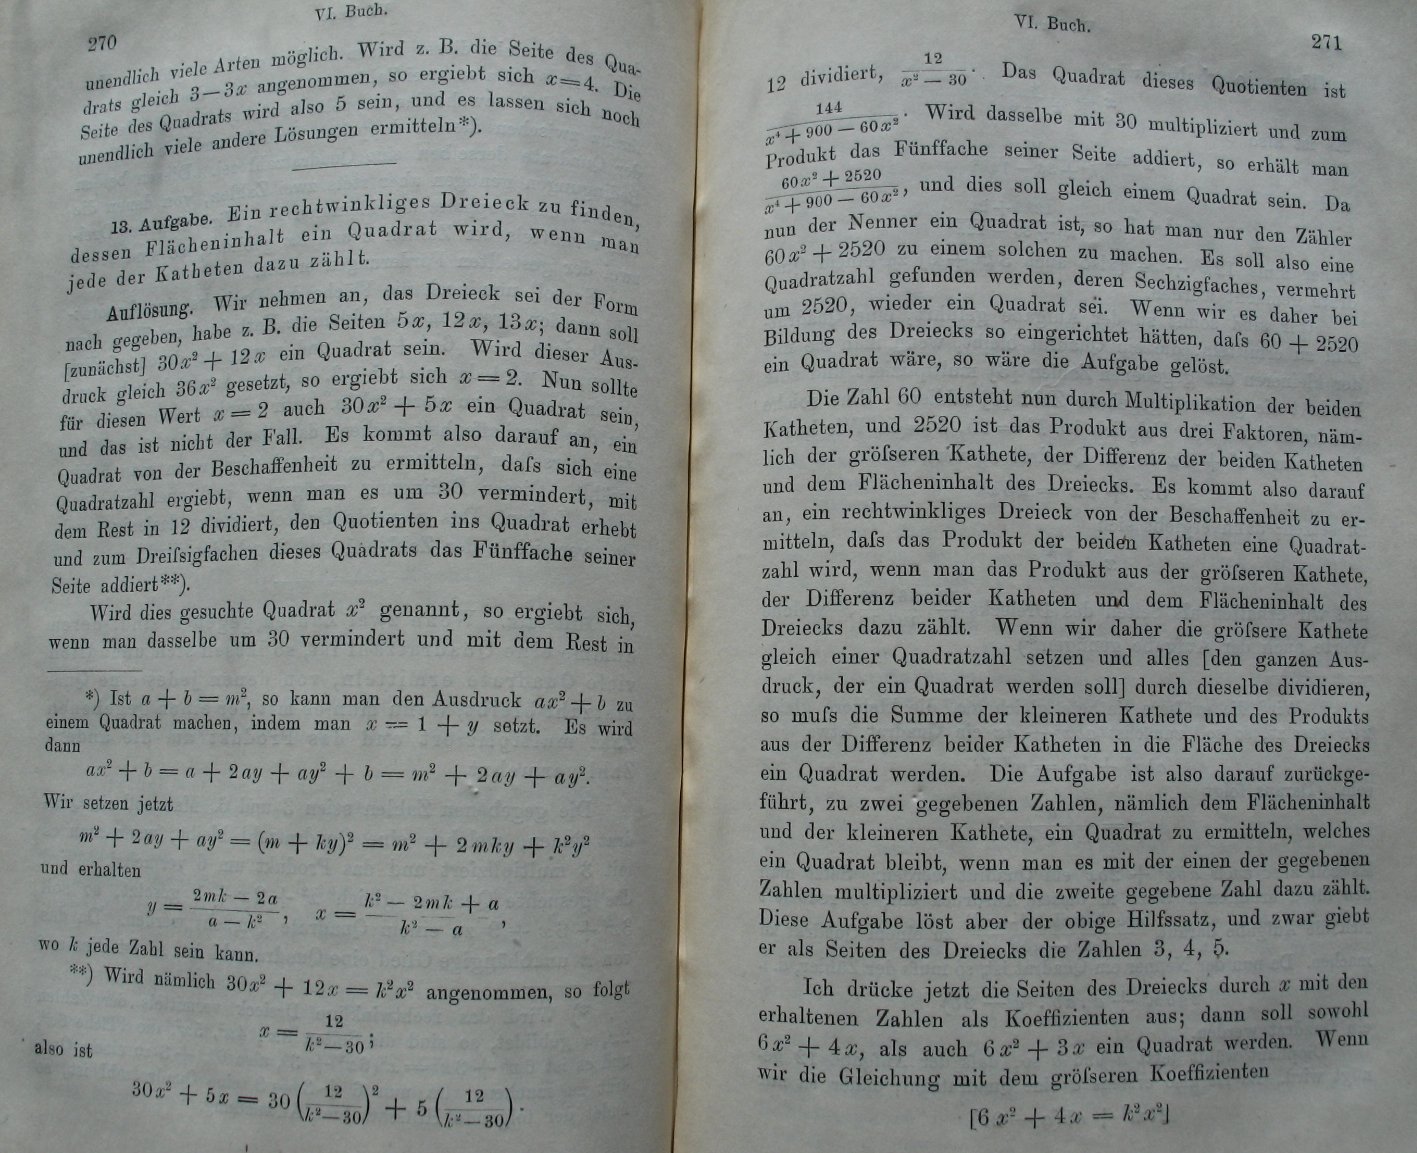 VI. Buch.
270
unendlich viele Arten möglich. Wird z. B. die Seite des Qua-
drats gleich 3 — 3x angenommen, so ergiebt sich x = 4. Die
Seite des Quadrats wird also 5 sein, und es lassen sich noch
unendlich viele andere Lösungen ermitteln*).
13. Aufgabe. Ein rechtwinkliges Dreieck zu finden,
dessen Flächeninhalt ein Quadrat wird, wenn man
jede der Katheten dazu zählt.
Auflösung. Wir nehmen an, das Dreieck sei der Form
nach gegeben, habe z. B. die Seiten 5x, 12x, 13x; dann soll
[zunächst] 30x² + 12x ein Quadrat sein. Wird dieser Aus-
druck gleich 36x² gesetzt, so ergiebt sich x = 2. Nun sollte
für diesen Wert x = 2 auch 30x² + 5x ein Quadrat sein,
und das ist nicht der Fall. Es kommt also darauf an, ein
Quadrat von der Beschaffenheit zu ermitteln, daſs sich eine
Quadratzahl ergiebt, wenn man es um 30 vermindert, mit
dem Rest in 12 dividiert, den Quotienten ins Quadrat erhebt
und zum Dreiſsigfachen dieses Quadrats das Fünffache seiner
Seite addiert**).
Wird dies gesuchte Quadrat x² genannt, so ergiebt sich,
wenn man dasselbe um 30 vermindert und mit dem Rest in
*) Ist a + b = m², so kann man den Ausdruck ax² + b zu
einem Quadrat machen, indem man x = 1 + y setzt. Es wird
dann
ax² + b = a + 2ay + ay² + b = m² + 2ay + ay².
Wir setzen jetzt
m² + 2ay + ay² = (m + ky)² = m² + 2mky + k²y²
und erhalten
y = (2mk — 2a)/(a — k²), x = (k² — 2mk + a)/(k² — a),
wo k jede Zahl sein kann.
**) Wird nämlich 30x² + 12x = k²x² angenommen, so folgt
x = 12/(k²—30);
also ist
30x² + 5x = 30 (12/(k²—30))² + 5 (12/(k²—30)).
VI. Buch.
271
12 dividiert, 12/(x² — 30). Das Quadrat dieses Quotienten ist
144/(x⁴ + 900 — 60x²). Wird dasselbe mit 30 multipliziert und zum
Produkt das Fünffache seiner Seite addiert, so erhält man
(60x² + 2520)/(x⁴ + 900 — 60x²), und dies soll gleich einem Quadrat sein. Da
nun der Nenner ein Quadrat ist, so hat man nur den Zähler
60x² + 2520 zu einem solchen zu machen. Es soll also eine
Quadratzahl gefunden werden, deren Sechzigfaches, vermehrt
um 2520, wieder ein Quadrat sei. Wenn wir es daher bei
Bildung des Dreiecks so eingerichtet hätten, daſs 60 + 2520
ein Quadrat wäre, so wäre die Aufgabe gelöst.
Die Zahl 60 entsteht nun durch Multiplikation der beiden
Katheten, und 2520 ist das Produkt aus drei Faktoren, näm-
lich der gröſseren Kathete, der Differenz der beiden Katheten
und dem Flächeninhalt des Dreiecks. Es kommt also darauf
an, ein rechtwinkliges Dreieck von der Beschaffenheit zu er-
mitteln, daſs das Produkt der beiden Katheten eine Quadrat-
zahl wird, wenn man das Produkt aus der gröſseren Kathete,
der Differenz beider Katheten und dem Flächeninhalt des
Dreiecks dazu zählt. Wenn wir daher die gröſsere Kathete
gleich einer Quadratzahl setzen und alles [den ganzen Aus-
druck, der ein Quadrat werden soll] durch dieselbe dividieren,
so muſs die Summe der kleineren Kathete und des Produkts
aus der Differenz beider Katheten in die Fläche des Dreiecks
ein Quadrat werden. Die Aufgabe ist also darauf zurückge-
führt, zu zwei gegebenen Zahlen, nämlich dem Flächeninhalt
und der kleineren Kathete, ein Quadrat zu ermitteln, welches
ein Quadrat bleibt, wenn man es mit der einen der gegebenen
Zahlen multipliziert und die zweite gegebene Zahl dazu zählt.
Diese Aufgabe löst aber der obige Hilfssatz, und zwar giebt
er als Seiten des Dreiecks die Zahlen 3, 4, 5.
Ich drücke jetzt die Seiten des Dreiecks durch x mit den
erhaltenen Zahlen als Koeffizienten aus; dann soll sowohl
6x² + 4x, als auch 6x² + 3x ein Quadrat werden. Wenn
wir die Gleichung mit dem gröſseren Koeffizienten
[6x² + 4x = k²x²]